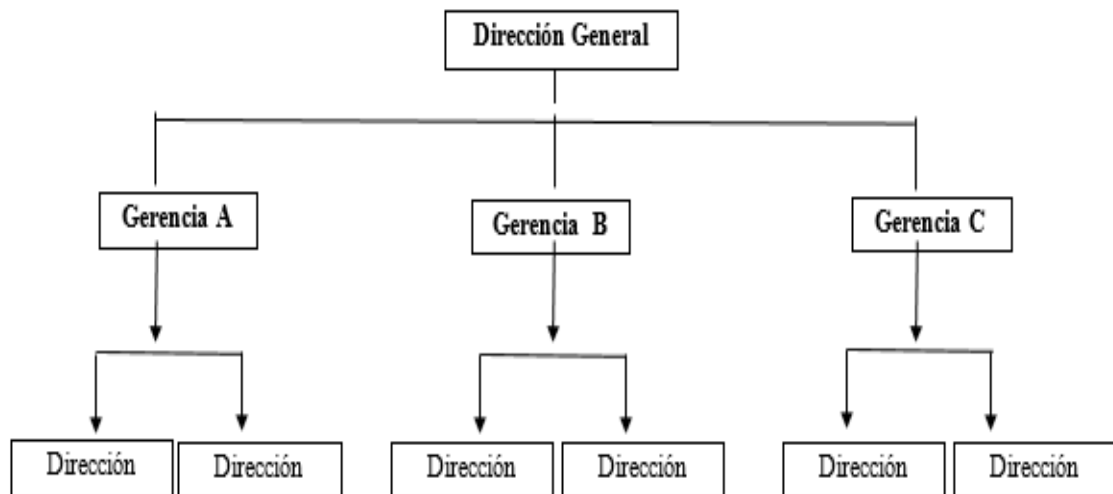 Dirección General
Gerencia A
Gerencia B
Gerencia C
Dirección
Dirección
Dirección
Dirección
Dirección
Dirección